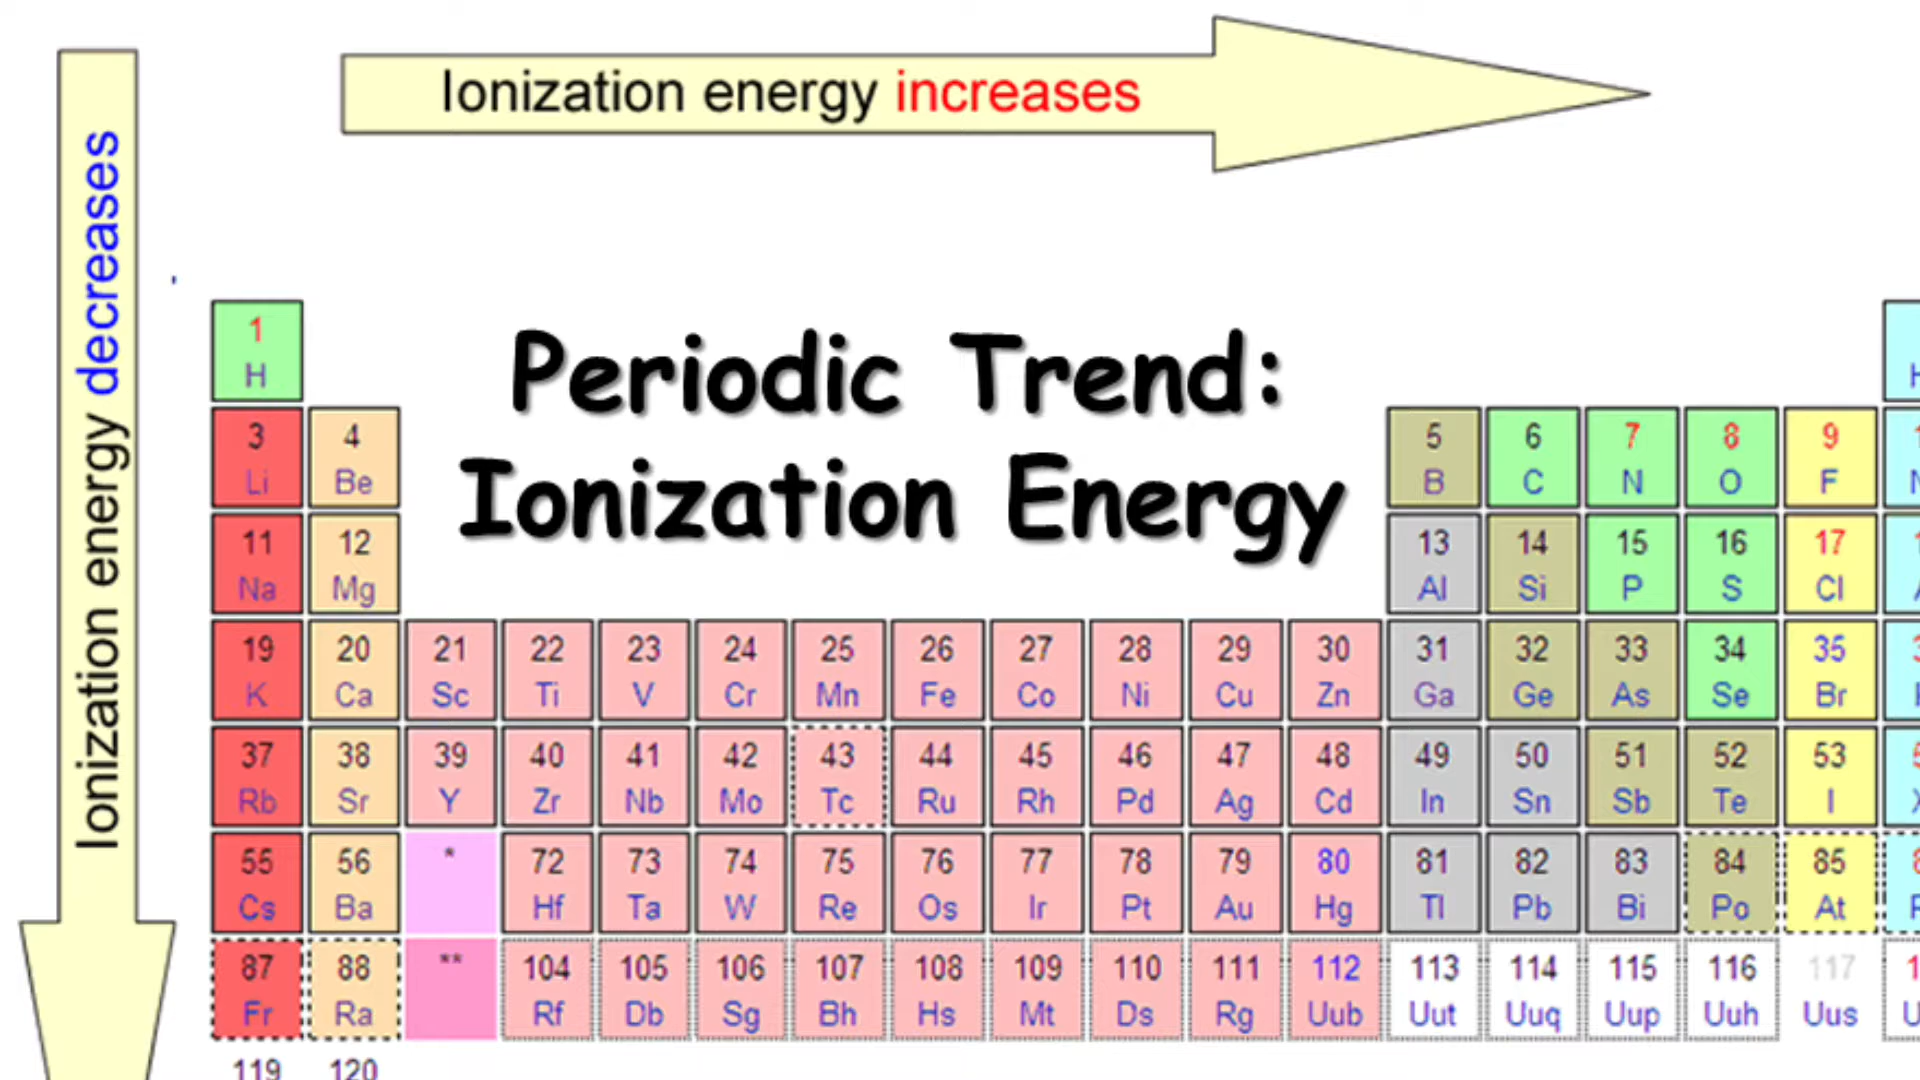 Ionization energy increases
Ionization energy decreases
Periodic Trend:
Ionization Energy
1
H
3 4 5 6 7 8 9
Li Be B C N O F
11 12 13 14 15 16 17
Na Mg Al Si P S Cl
19 20 21 22 23 24 25 26 27 28 29 30 31 32 33 34 35
K Ca Sc Ti V Cr Mn Fe Co Ni Cu Zn Ga Ge As Se Br
37 38 39 40 41 42 43 44 45 46 47 48 49 50 51 52 53
Rb Sr Y Zr Nb Mo Tc Ru Rh Pd Ag Cd In Sn Sb Te I
55 56 * 72 73 74 75 76 77 78 79 80 81 82 83 84 85
Cs Ba Hf Ta W Re Os Ir Pt Au Hg Tl Pb Bi Po At
87 88 ** 104 105 106 107 108 109 110 111 112 113 114 115 116 117
Fr Ra Rf Db Sg Bh Hs Mt Ds Rg Uub Uut Uuq Uup Uuh Uus
119 120